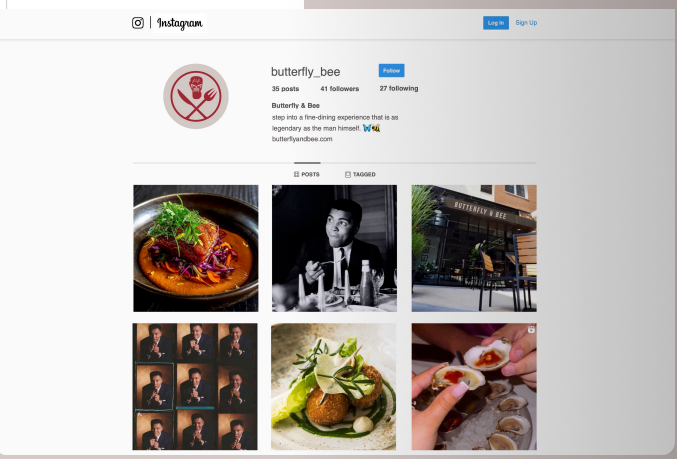 Instagram
Log In
Sign Up
butterfly_bee
Follow
35 posts 41 followers 27 following
Butterfly & Bee
step into a fine-dining experience that is as
legendary as the man himself. 🦋🐝
butterflyandbee.com
POSTS
TAGGED
BUTTERFLY & BEE